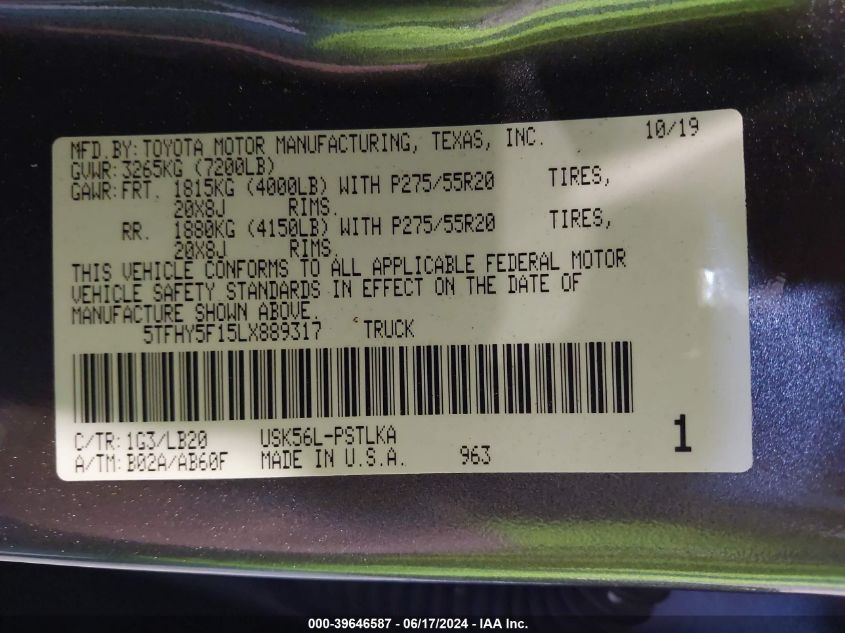 MFD.BY:TOYOTA MOTOR MANUFACTURING, TEXAS, INC. 10/19
GVWR:3265KG (7200LB)
GAWR:FRT. 1815KG (4000LB) WITH P275/55R20 TIRES,
20X8J RIMS.
RR. 1880KG (4150LB) WITH P275/55R20 TIRES,
20X8J RIMS.
THIS VEHICLE CONFORMS TO ALL APPLICABLE FEDERAL MOTOR
VEHICLE SAFETY STANDARDS IN EFFECT ON THE DATE OF
MANUFACTURE SHOWN ABOVE.
5TFHY5F15LX889317 TRUCK
C/TR:1G3/LB20 USK56L-PSTLKA
A/TM:B02A/AB60F MADE IN U.S.A. 963 1
000-39646587 - 06/17/2024 - IAA Inc.